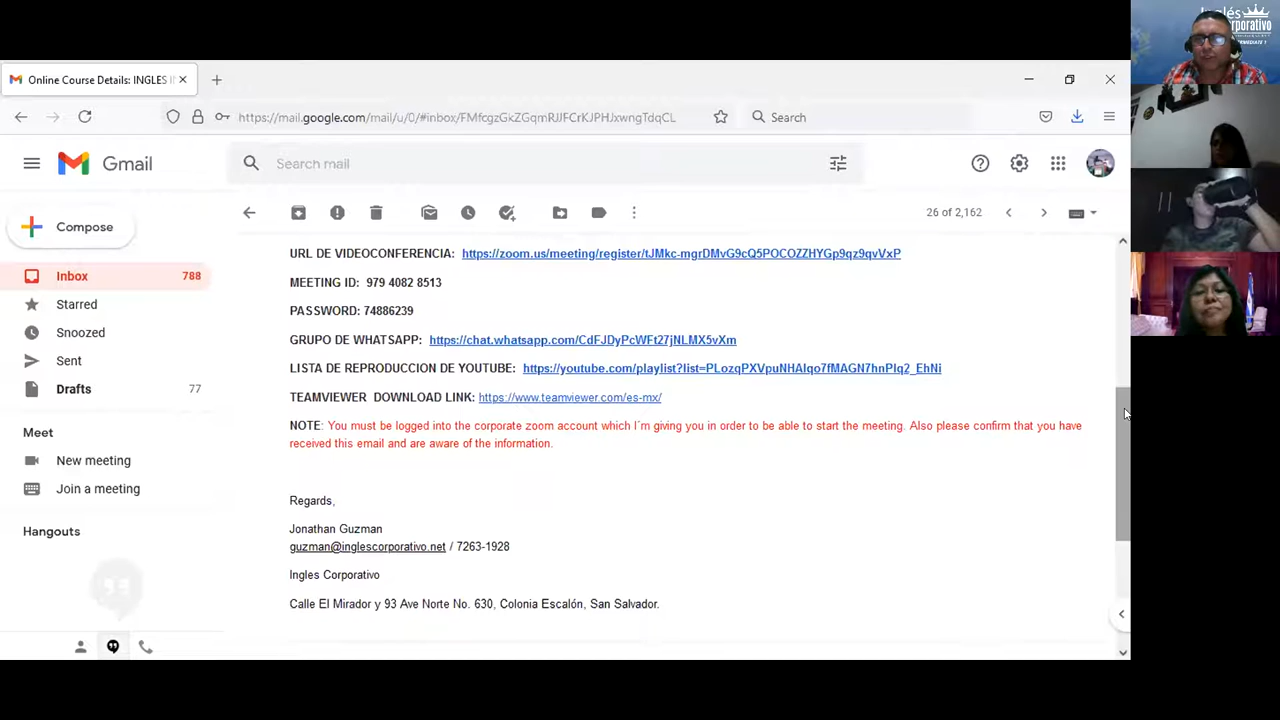 Online Course Details: INGLES I
https://mail.google.com/mail/u/0/#inbox/FMfcgzGkZGqmRJJFCrKJPHJxwngTdqCL
Search
Gmail
Search mail
Compose
26 of 2,162
Inbox 788
Starred
Snoozed
Sent
Drafts 77
Meet
New meeting
Join a meeting
Hangouts
URL DE VIDEOCONFERENCIA: https://zoom.us/meeting/register/tJMkc-mgrDMvG9cQ5POCOZZHYGp9qz9qvVxP
MEETING ID: 979 4082 8513
PASSWORD: 74886239
GRUPO DE WHATSAPP: https://chat.whatsapp.com/CdFJDyPcWFt27jNLMX5vXm
LISTA DE REPRODUCCION DE YOUTUBE: https://youtube.com/playlist?list=PLozqPXVpuNHAlqo7fMAGN7hnPIq2_EhNi
TEAMVIEWER DOWNLOAD LINK: https://www.teamviewer.com/es-mx/
NOTE: You must be logged into the corporate zoom account which I´m giving you in order to be able to start the meeting. Also please confirm that you have
received this email and are aware of the information.
Regards,
Jonathan Guzman
guzman@inglescorporativo.net / 7263-1928
Ingles Corporativo
Calle El Mirador y 93 Ave Norte No. 630, Colonia Escalón, San Salvador.